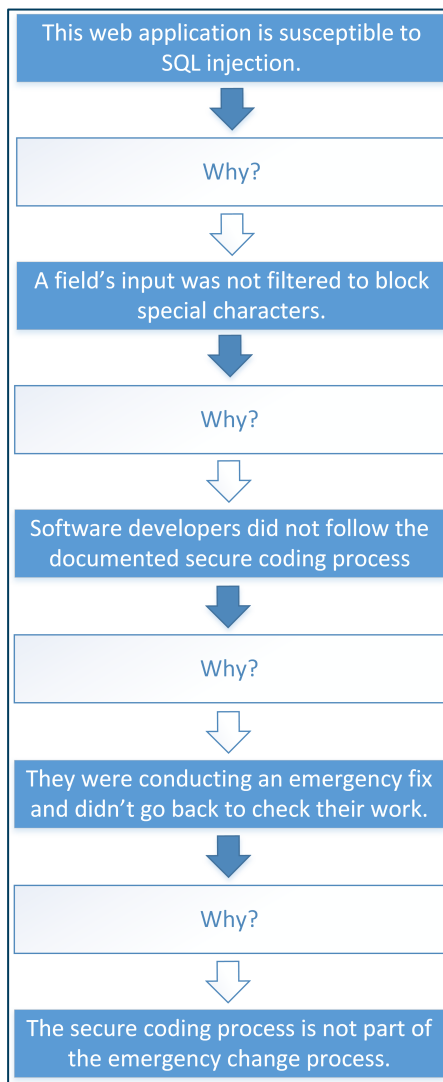 This web application is susceptible to
SQL injection.
Why?
A field's input was not filtered to block
special characters.
Why?
Software developers did not follow the
documented secure coding process
Why?
They were conducting an emergency fix
and didn't go back to check their work.
Why?
The secure coding process is not part of
the emergency change process.